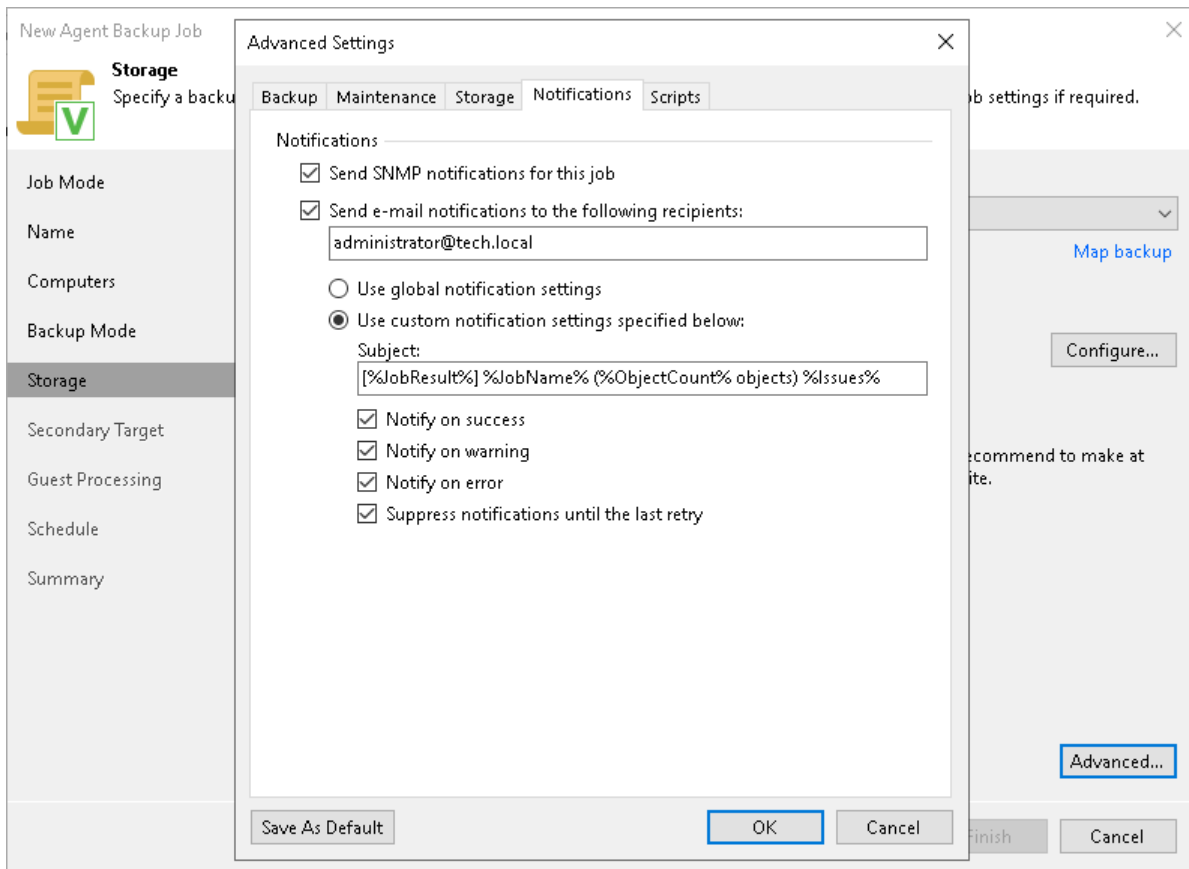 New Agent Backup Job
Storage
Specify a backu
b settings if required.
Job Mode
Name
Computers
Backup Mode
Storage
Secondary Target
Guest Processing
Schedule
Summary
Map backup
Configure...
ecommend to make at
ite.
Advanced...
Finish
Cancel
Advanced Settings
Backup
Maintenance
Storage
Notifications
Scripts
Notifications
Send SNMP notifications for this job
Send e-mail notifications to the following recipients:
administrator@tech.local
Use global notification settings
Use custom notification settings specified below:
Subject:
[%JobResult%] %JobName% (%ObjectCount% objects) %Issues%
Notify on success
Notify on warning
Notify on error
Suppress notifications until the last retry
Save As Default
OK
Cancel